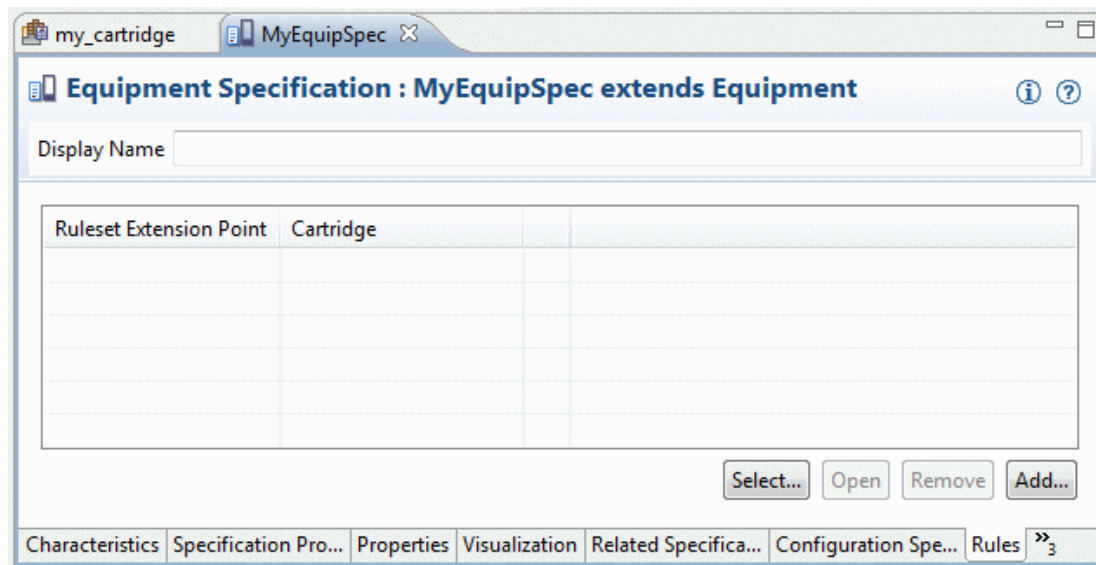 my_cartridge MyEquipSpec
Equipment Specification : MyEquipSpec extends Equipment
Display Name
Ruleset Extension Point Cartridge
Select... Open Remove Add...
Characteristics Specification Pro... Properties Visualization Related Specifica... Configuration Spe... Rules »3